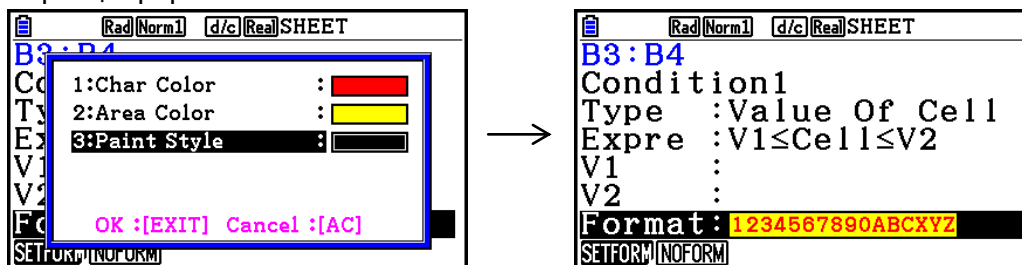 Rad Norm1 d/c Real SHEET
B3:B4
1:Char Color :
2:Area Color :
3:Paint Style :
OK :[EXIT] Cancel :[AC]
SETFORM NOFORM
Rad Norm1 d/c Real SHEET
B3:B4
Condition1
Type :Value Of Cell
Expre :V1≤Cell≤V2
V1 :
V2 :
Format:1234567890ABCXYZ
SETFORM NOFORM